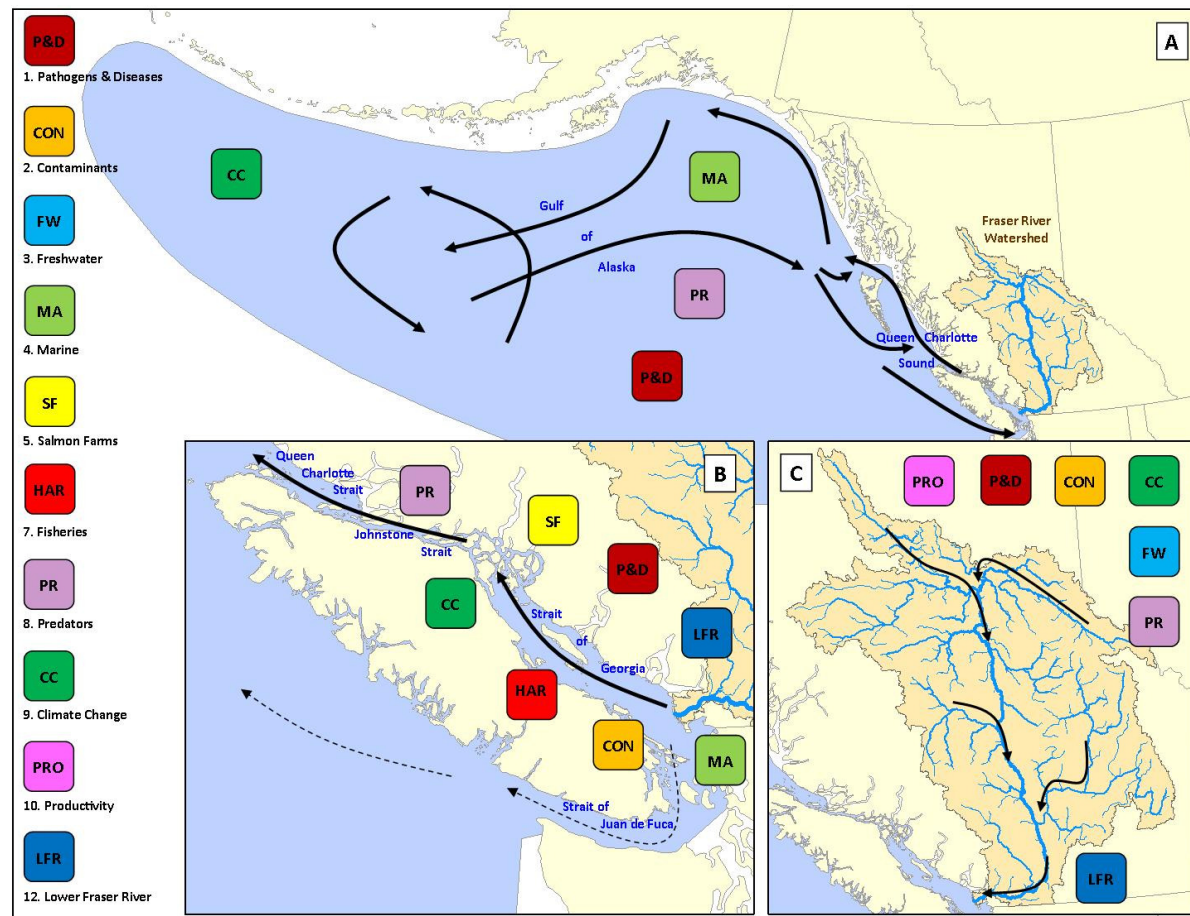 P&D
1. Pathogens & Diseases
CON
2. Contaminants
FW
3. Freshwater
MA
4. Marine
SF
5. Salmon Farms
HAR
7. Fisheries
PR
8. Predators
CC
9. Climate Change
PRO
10. Productivity
LFR
12. Lower Fraser River
A
CC
MA
Gulf
of
Alaska
PR
P&D
Fraser River
Watershed
Queen Charlotte
Sound
B
Queen
Charlotte
Strait
PR
Johnstone
Strait
SF
P&D
CC
Strait
of
Georgia
LFR
HAR
CON
MA
Strait of
Juan de Fuca
C
PRO
P&D
CON
CC
FW
PR
LFR